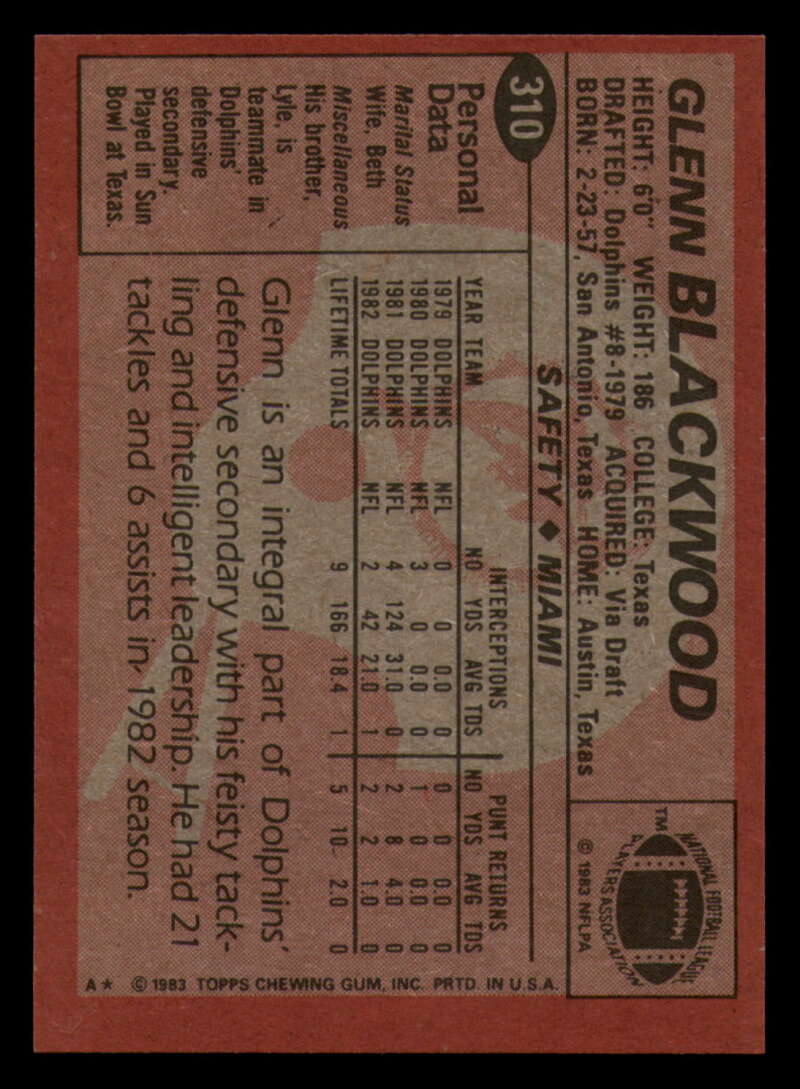 GLENN BLACKWOOD
HEIGHT: 6'0" WEIGHT: 186 COLLEGE: Texas
DRAFTED: Dolphins #8-1979 ACQUIRED: Via Draft
BORN: 2-23-57, San Antonio, Texas HOME: Austin, Texas
NATIONAL FOOTBALL LEAGUE
PLAYERS ASSOCIATION
TM
© 1983 NFLPA
310
SAFETY ◆ MIAMI
Personal
Data
Marital Status
Wife, Beth
Miscellaneous
His brother,
Lyle, is
teammate in
Dolphins'
defensive
secondary.
Played in Sun
Bowl at Texas.
INTERCEPTIONS PUNT RETURNS
YEAR TEAM NO YDS AVG TDS NO YDS AVG TDS
1979 DOLPHINS NFL 0 0 0.0 0 0 0 0.0 0
1980 DOLPHINS NFL 3 0 0.0 0 1 0 0.0 0
1981 DOLPHINS NFL 4 124 31.0 0 2 8 4.0 0
1982 DOLPHINS NFL 2 42 21.0 1 2 2 1.0 0
LIFETIME TOTALS 9 166 18.4 1 5 10 2.0 0
Glenn is an integral part of Dolphins'
defensive secondary with his feisty tack-
ling and intelligent leadership. He had 21
tackles and 6 assists in 1982 season.
A* © 1983 TOPPS CHEWING GUM, INC. PRTD. IN U.S.A.